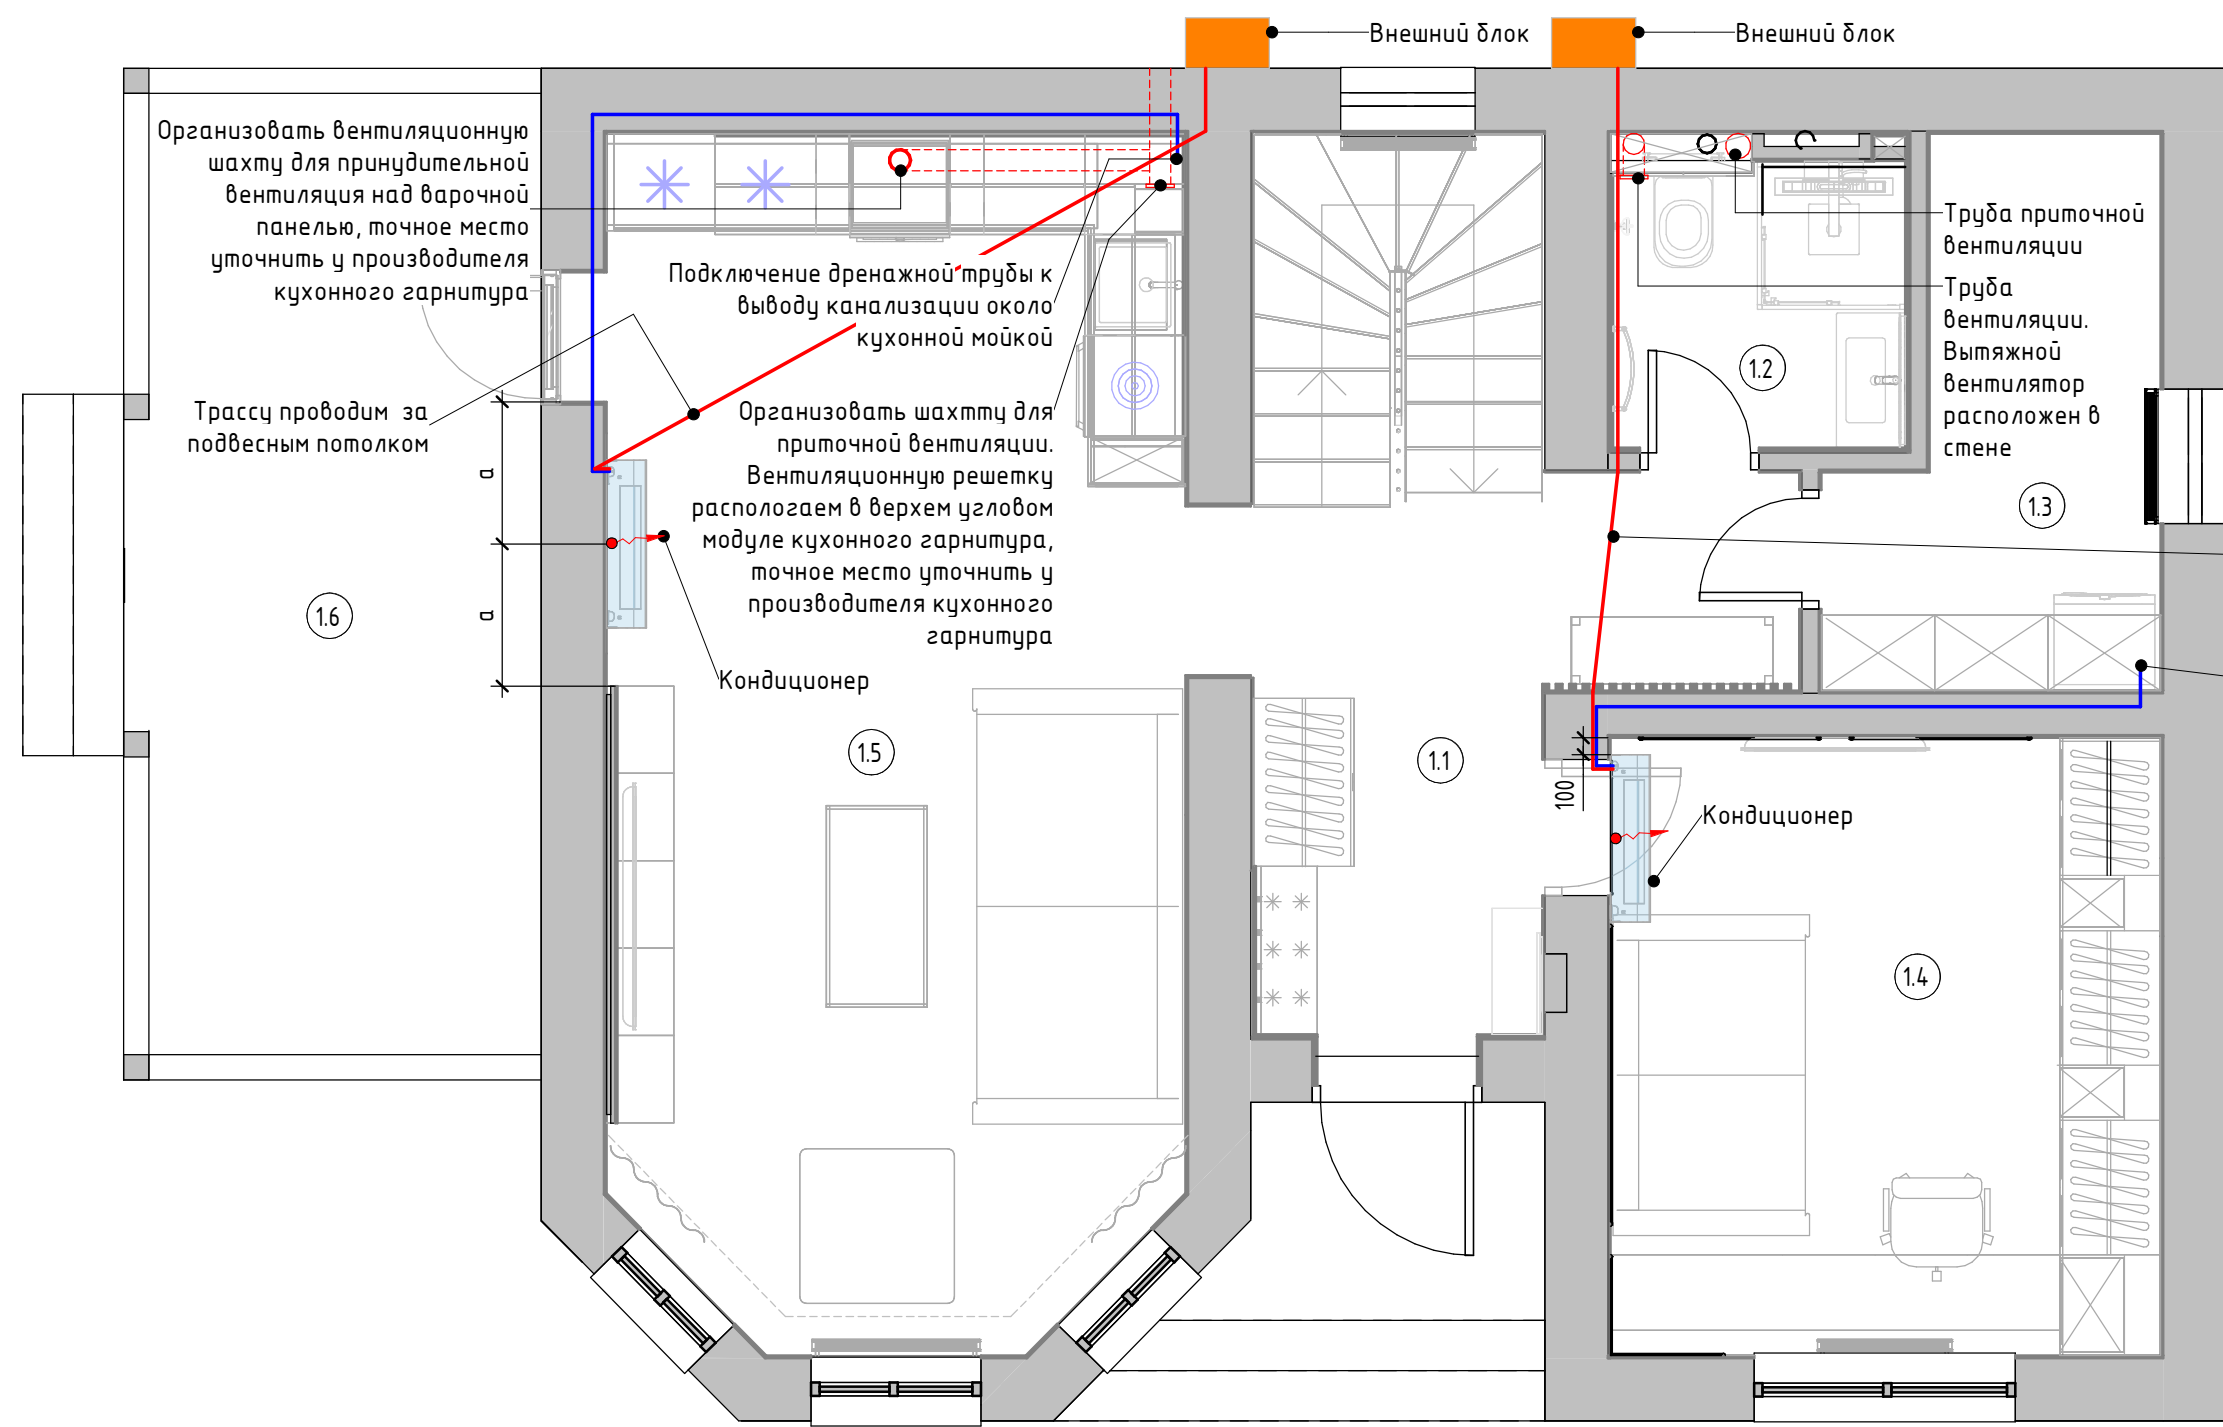 Внешний блок
Внешний блок
Организовать вентиляционную
шахту для принудительной
вентиляция над варочной
панелью, точное место
уточнить у производителя
кухонного гарнитура
Подключение дренажной трубы к
выводу канализации около
кухонной мойкой
Трассу проводим за
подвесным потолком
Организовать шахтту для
приточной вентиляции.
Вентиляционную решетку
распологаем в верхем угловом
модуле кухонного гарнитура,
точное место уточнить у
производителя кухонного
гарнитура
Труба приточной
вентиляции
Труба
вентиляции.
Вытяжной
вентилятор
расположен в
стене
1.2
1.3
a
a
1.6
Кондиционер
1.5
1.1
100
Кондиционер
1.4